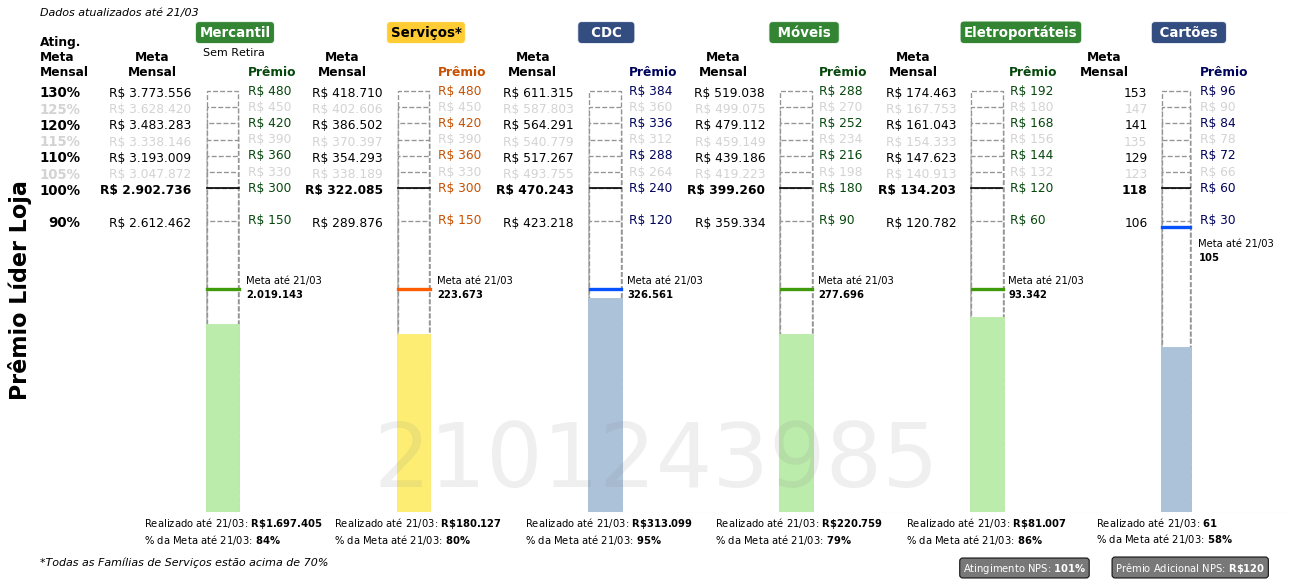 Dados atualizados até 21/03
Mercantil Serviços* CDC Móveis Eletroportáteis Cartões
Sem Retira
Ating. Meta Mensal
Meta Mensal Prêmio Meta Mensal Prêmio Meta Mensal Prêmio Meta Mensal Prêmio Meta Mensal Prêmio Meta Mensal Prêmio
130% R$ 3.773.556 R$ 480 R$ 418.710 R$ 480 R$ 611.315 R$ 384 R$ 519.038 R$ 288 R$ 174.463 R$ 192 153 R$ 96
125% R$ 3.628.420 R$ 450 R$ 402.606 R$ 450 R$ 587.803 R$ 360 R$ 499.075 R$ 270 R$ 167.753 R$ 180 147 R$ 90
120% R$ 3.483.283 R$ 420 R$ 386.502 R$ 420 R$ 564.291 R$ 336 R$ 479.112 R$ 252 R$ 161.043 R$ 168 141 R$ 84
115% R$ 3.338.146 R$ 390 R$ 370.397 R$ 390 R$ 540.779 R$ 312 R$ 459.149 R$ 234 R$ 154.333 R$ 156 135 R$ 78
110% R$ 3.193.009 R$ 360 R$ 354.293 R$ 360 R$ 517.267 R$ 288 R$ 439.186 R$ 216 R$ 147.623 R$ 144 129 R$ 72
105% R$ 3.047.872 R$ 330 R$ 338.189 R$ 330 R$ 493.755 R$ 264 R$ 419.223 R$ 198 R$ 140.913 R$ 132 123 R$ 66
100% R$ 2.902.736 R$ 300 R$ 322.085 R$ 300 R$ 470.243 R$ 240 R$ 399.260 R$ 180 R$ 134.203 R$ 120 118 R$ 60
90% R$ 2.612.462 R$ 150 R$ 289.876 R$ 150 R$ 423.218 R$ 120 R$ 359.334 R$ 90 R$ 120.782 R$ 60 106 R$ 30
Meta até 21/03
105
Meta até 21/03 Meta até 21/03 Meta até 21/03 Meta até 21/03 Meta até 21/03
2.019.143 223.673 326.561 277.696 93.342
Prêmio Líder Loja
2101243985
Realizado até 21/03: R$1.697.405 Realizado até 21/03: R$180.127 Realizado até 21/03: R$313.099 Realizado até 21/03: R$220.759 Realizado até 21/03: R$81.007 Realizado até 21/03: 61
% da Meta até 21/03: 84% % da Meta até 21/03: 80% % da Meta até 21/03: 95% % da Meta até 21/03: 79% % da Meta até 21/03: 86% % da Meta até 21/03: 58%
*Todas as Famílias de Serviços estão acima de 70%
Atingimento NPS: 101% Prêmio Adicional NPS: R$120